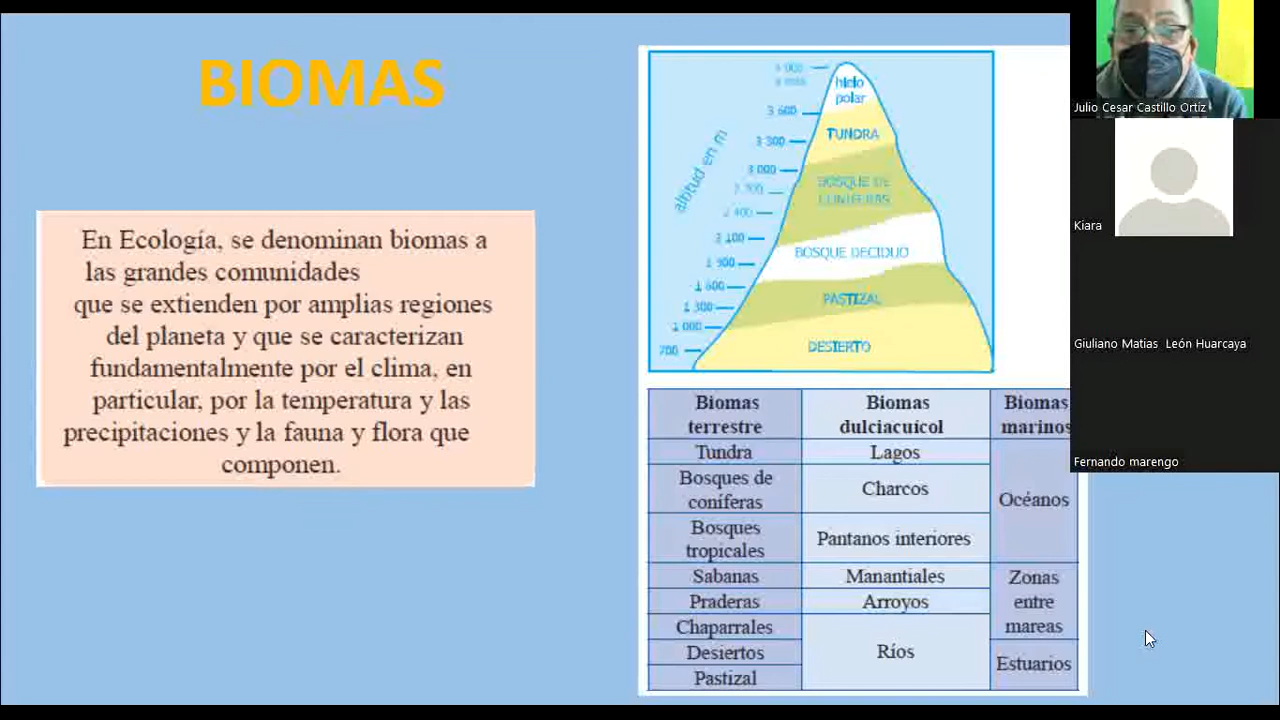 BIOMAS
En Ecología, se denominan biomas a
las grandes comunidades
que se extienden por amplias regiones
del planeta y que se caracterizan
fundamentalmente por el clima, en
particular, por la temperatura y las
precipitaciones y la fauna y flora que
componen.
altitud en m
hielo
polar
3 600
TUNDRA
3 300
3 000
BOSQUE DE
CONIFERAS
2 400
2 100
BOSQUE DECIDUO
1 900
1 600
PASTIZAL
1 300
1 000
DESIERTO
700
Biomas
terrestre
Biomas
dulciacuícol
Biomas
marinos
Tundra
Lagos
Océanos
Bosques de
coníferas
Charcos
Bosques
tropicales
Pantanos interiores
Sabanas
Manantiales
Zonas
entre
mareas
Praderas
Arroyos
Chaparrales
Ríos
Desiertos
Estuarios
Pastizal
Julio Cesar Castillo Ortiz
Kiara
Giuliano Matias León Huarcaya
Fernando marengo